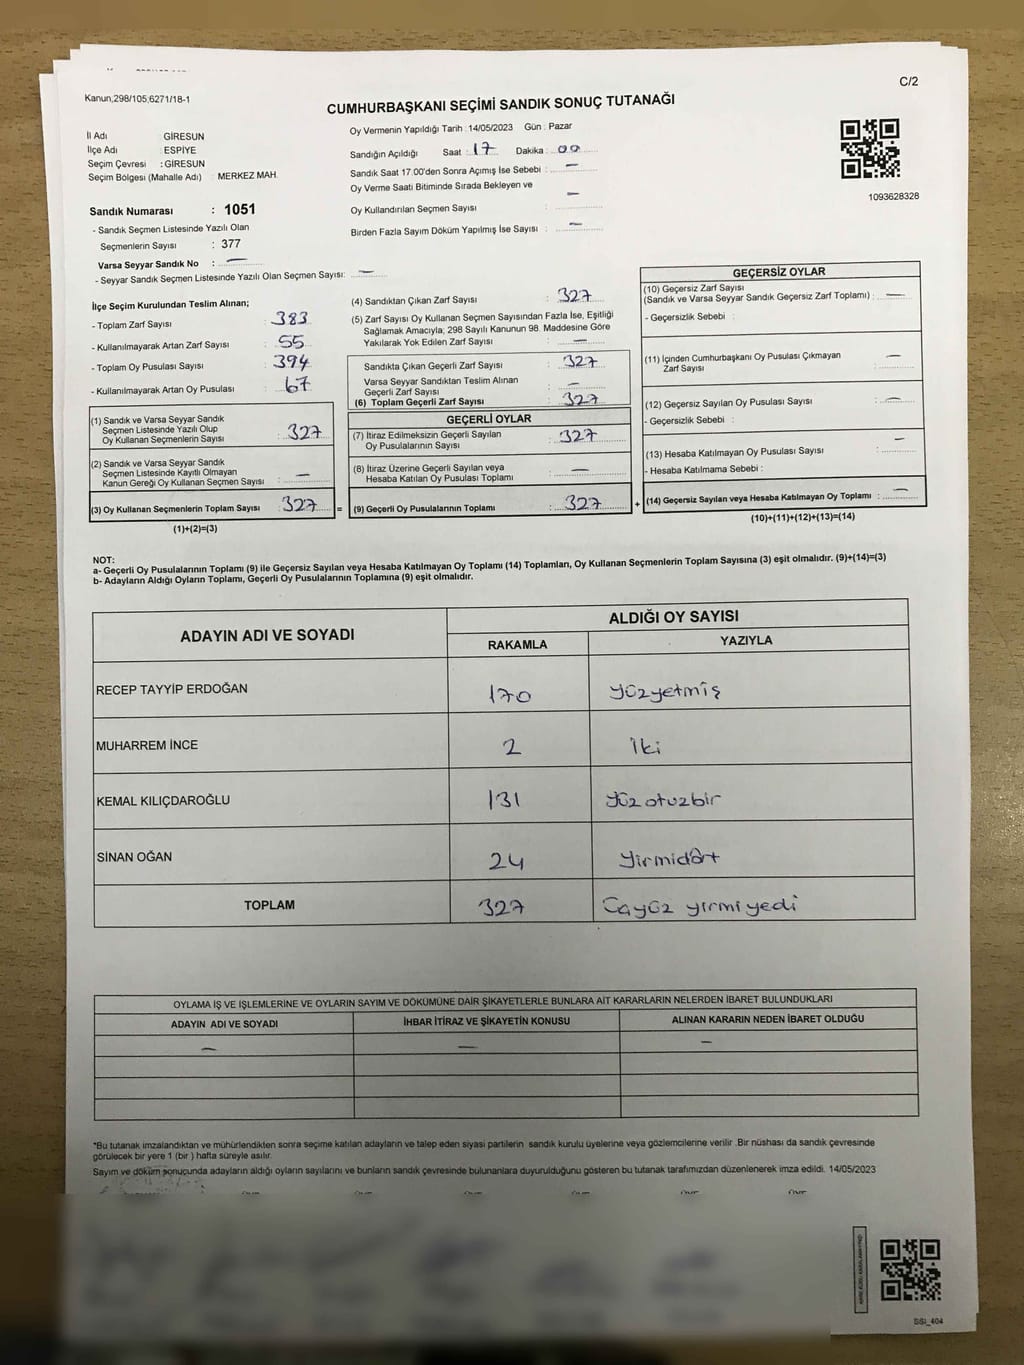 C/2
Kanun,298/105,6271/18-1
CUMHURBAŞKANI SEÇİMİ SANDIK SONUÇ TUTANAĞI
İl Adı GİRESUN
İlçe Adı : ESPİYE
Seçim Çevresi : GİRESUN
Seçim Bölgesi (Mahalle Adı) : MERKEZ MAH.
Oy Vermenin Yapıldığı Tarih : 14/05/2023 Gün : Pazar
Sandığın Açıldığı Saat : 17 Dakika : 00
Sandık Saat 17.00'den Sonra Açımış İse Sebebi : —
Oy Verme Saati Bitiminde Sırada Bekleyen ve
Oy Kullandırılan Seçmen Sayısı : —
Birden Fazla Sayım Döküm Yapılmış İse Sayısı : —
1093628328
Sandık Numarası : 1051
- Sandık Seçmen Listesinde Yazılı Olan
Seçmenlerin Sayısı : 377
Varsa Seyyar Sandık No : —
- Seyyar Sandık Seçmen Listesinde Yazılı Olan Seçmen Sayısı: —
İlçe Seçim Kurulundan Teslim Alınan;
- Toplam Zarf Sayısı : 383
- Kullanılmayarak Artan Zarf Sayısı : 55
- Toplam Oy Pusulası Sayısı : 394
- Kullanılmayarak Artan Oy Pusulası : 67
(1) Sandık ve Varsa Seyyar Sandık
Seçmen Listesinde Yazılı Olup
Oy Kullanan Seçmenlerin Sayısı : 327
(2) Sandık ve Varsa Seyyar Sandık
Seçmen Listesinde Kayıtlı Olmayan
Kanun Gereği Oy Kullanan Seçmen Sayısı : —
(3) Oy Kullanan Seçmenlerin Toplam Sayısı : 327 =
(1)+(2)=(3)
(4) Sandıktan Çıkan Zarf Sayısı : 327
(5) Zarf Sayısı Oy Kullanan Seçmen Sayısından Fazla İse, Eşitliği
Sağlamak Amacıyla; 298 Sayılı Kanunun 98. Maddesine Göre
Yakılarak Yok Edilen Zarf Sayısı : —
Sandıkta Çıkan Geçerli Zarf Sayısı : 327
Varsa Seyyar Sandıktan Teslim Alınan
Geçerli Zarf Sayısı : —
(6) Toplam Geçerli Zarf Sayısı : 327
GEÇERLİ OYLAR
(7) İtiraz Edilmeksizin Geçerli Sayılan
Oy Pusulalarının Sayısı : 327
(8) İtiraz Üzerine Geçerli Sayılan veya
Hesaba Katılan Oy Pusulası Toplamı : —
(9) Geçerli Oy Pusulalarının Toplamı : 327 +
GEÇERSİZ OYLAR
(10) Geçersiz Zarf Sayısı
(Sandık ve Varsa Seyyar Sandık Geçersiz Zarf Toplamı) : —
- Geçersizlik Sebebi :
(11) İçinden Cumhurbaşkanı Oy Pusulası Çıkmayan
Zarf Sayısı : —
(12) Geçersiz Sayılan Oy Pusulası Sayısı : —
- Geçersizlik Sebebi :
(13) Hesaba Katılmayan Oy Pusulası Sayısı : —
- Hesaba Katılmama Sebebi :
(14) Geçersiz Sayılan veya Hesaba Katılmayan Oy Toplamı : —
(10)+(11)+(12)+(13)=(14)
NOT:
a- Geçerli Oy Pusulalarının Toplamı (9) ile Geçersiz Sayılan veya Hesaba Katılmayan Oy Toplamı (14) Toplamları, Oy Kullanan Seçmenlerin Toplam Sayısına (3) eşit olmalıdır. (9)+(14)=(3)
b- Adayların Aldığı Oyların Toplamı, Geçerli Oy Pusulalarının Toplamına (9) eşit olmalıdır.
ADAYIN ADI VE SOYADI ALDIĞI OY SAYISI
RAKAMLA YAZIYLA
RECEP TAYYİP ERDOĞAN 170 yüzyetmiş
MUHARREM İNCE 2 iki
KEMAL KILIÇDAROĞLU 131 yüzotuzbir
SİNAN OĞAN 24 yirmidört
TOPLAM 327 üçyüz yirmiyedi
OYLAMA İŞ VE İŞLEMLERİNE VE OYLARIN SAYIM VE DÖKÜMÜNE DAİR ŞİKAYETLERLE BUNLARA AİT KARARLARIN NELERDEN İBARET BULUNDUKLARI
ADAYIN ADI VE SOYADI İHBAR İTİRAZ VE ŞİKAYETİN KONUSU ALINAN KARARIN NEDEN İBARET OLDUĞU
— — —
*Bu tutanak imzalandıktan ve mühürlendikten sonra seçime katılan adayların ve talep eden siyasi partilerin sandık kurulu üyelerine veya gözlemcilerine verilir .Bir nüshası da sandık çevresinde
görülecek bir yere 1 (bir ) hafta süreyle asılır.
Sayım ve döküm sonucunda adayların aldığı oyların sayılarını ve bunların sandık çevresinde bulunanlara duyurulduğunu gösteren bu tutanak tarafımızdan düzenlenerek imza edildi. 14/05/2023
SSI_404